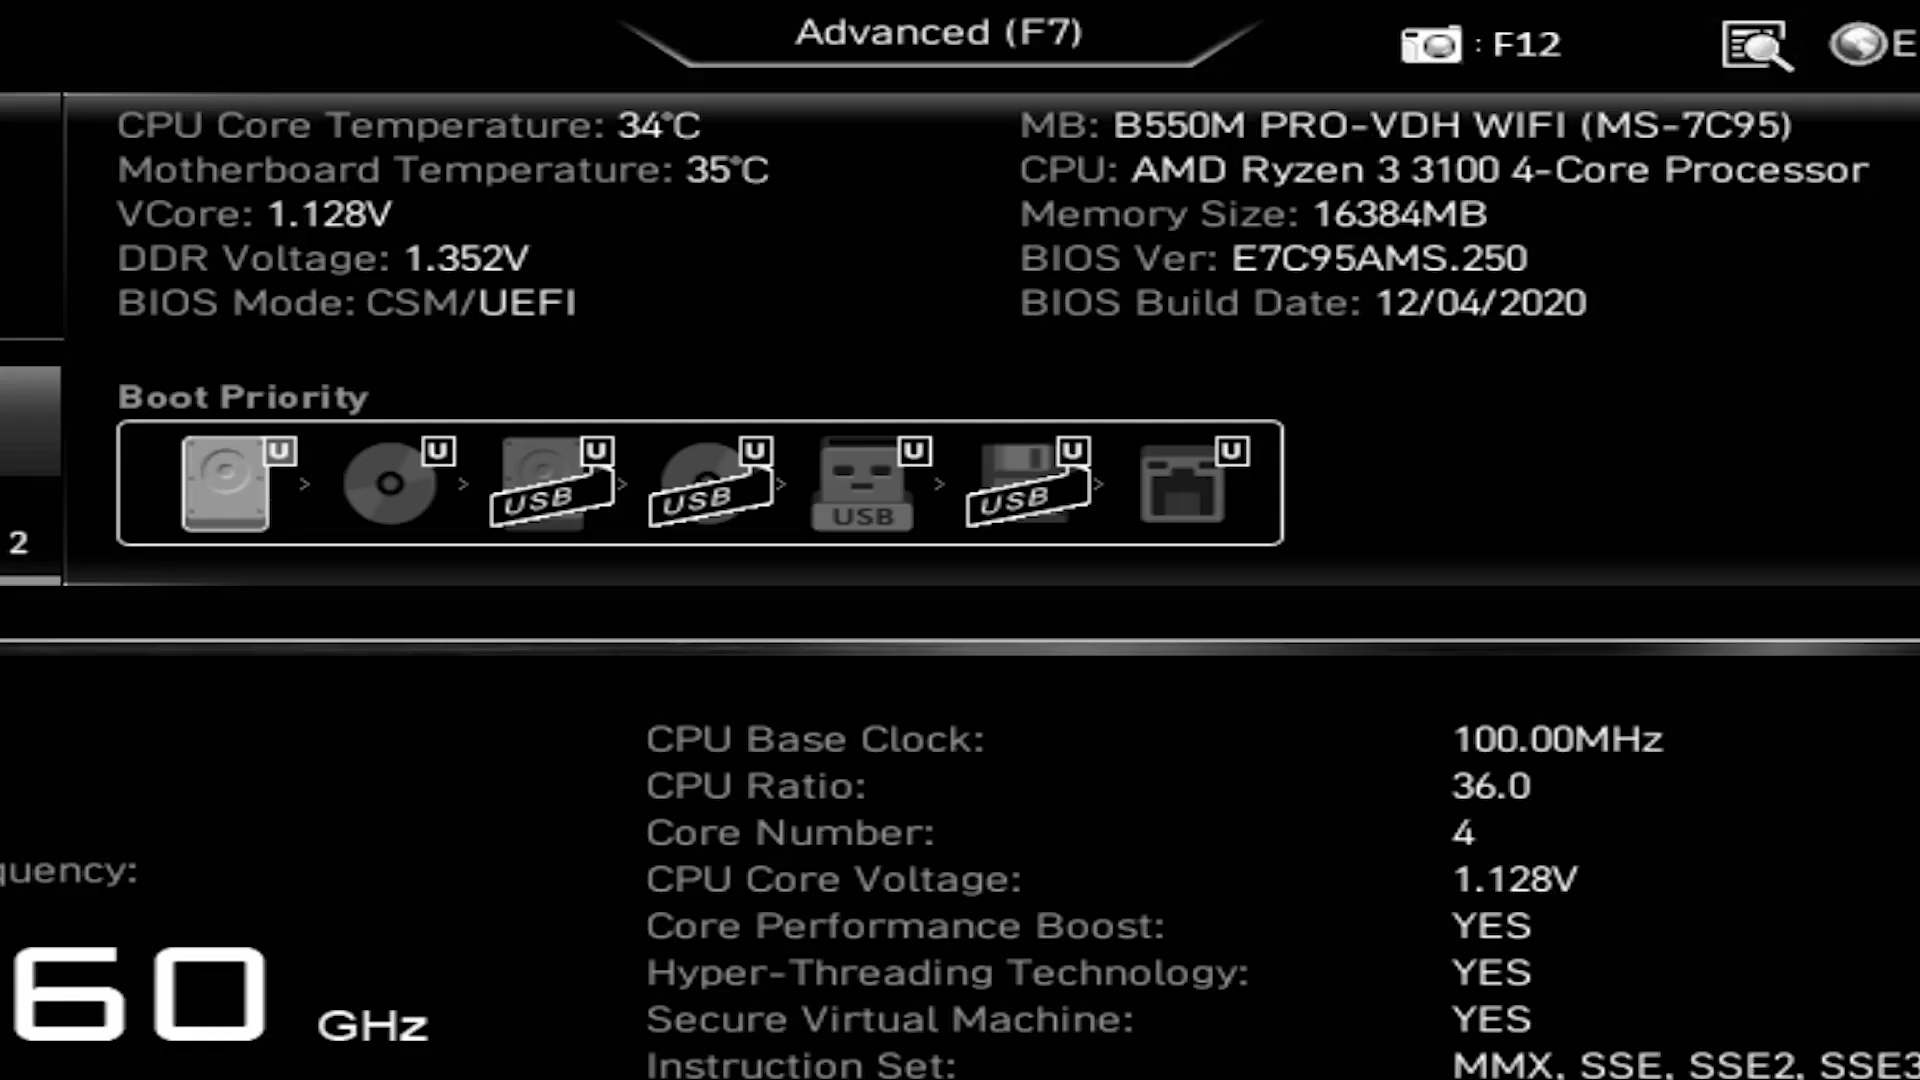 Advanced (F7)
: F12
E
CPU Core Temperature: 34°C
Motherboard Temperature: 35°C
VCore: 1.128V
DDR Voltage: 1.352V
BIOS Mode: CSM/UEFI
MB: B550M PRO-VDH WIFI (MS-7C95)
CPU: AMD Ryzen 3 3100 4-Core Processor
Memory Size: 16384MB
BIOS Ver: E7C95AMS.250
BIOS Build Date: 12/04/2020
Boot Priority
U U U U U U U
USB USB USB USB
2
CPU Base Clock: 100.00MHz
CPU Ratio: 36.0
Core Number: 4
quency:
CPU Core Voltage: 1.128V
Core Performance Boost: YES
Hyper-Threading Technology: YES
60 GHz
Secure Virtual Machine: YES
Instruction Set: MMX, SSE, SSE2, SSE3